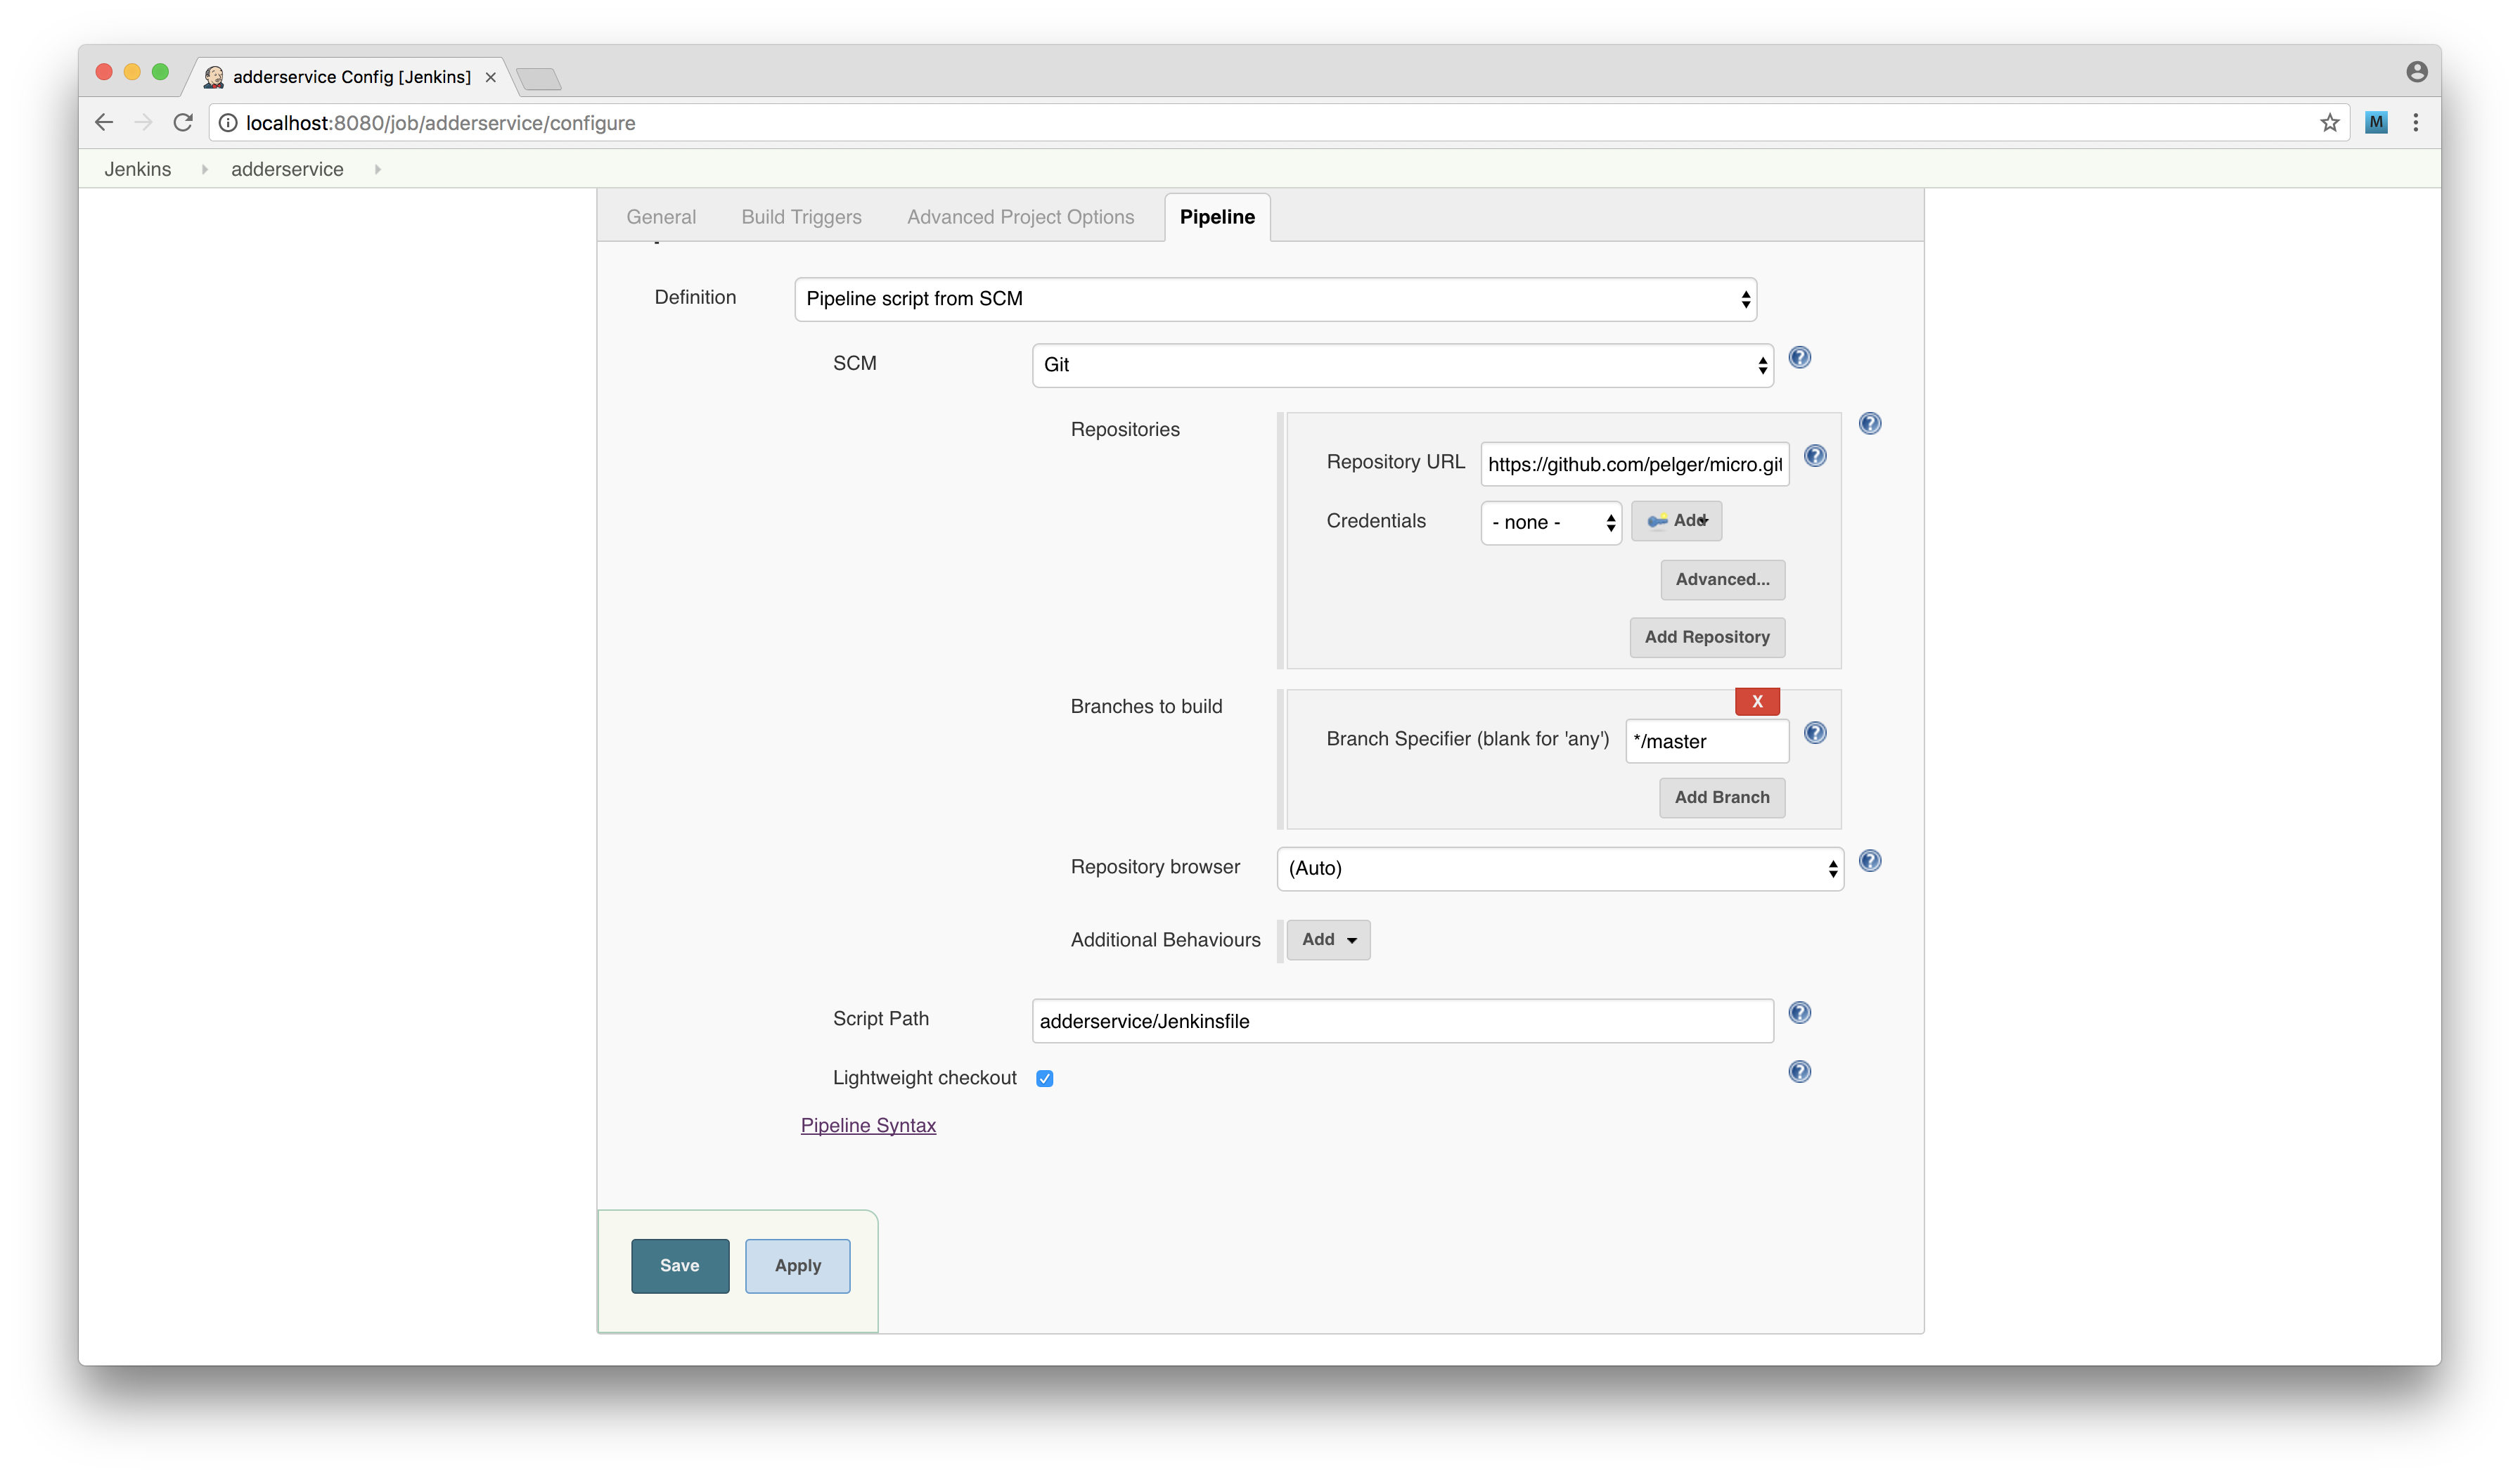 adderservice Config [Jenkins]
localhost:8080/job/adderservice/configure
M
Jenkins
adderservice
General
Build Triggers
Advanced Project Options
Pipeline
Definition
Pipeline script from SCM
SCM
Git
?
Repositories
?
Repository URL
https://github.com/pelger/micro.git
?
Credentials
- none -
Add
Advanced...
Add Repository
Branches to build
X
Branch Specifier (blank for 'any')
*/master
?
Add Branch
Repository browser
(Auto)
?
Additional Behaviours
Add
Script Path
adderservice/Jenkinsfile
?
Lightweight checkout
?
Pipeline Syntax
Save
Apply